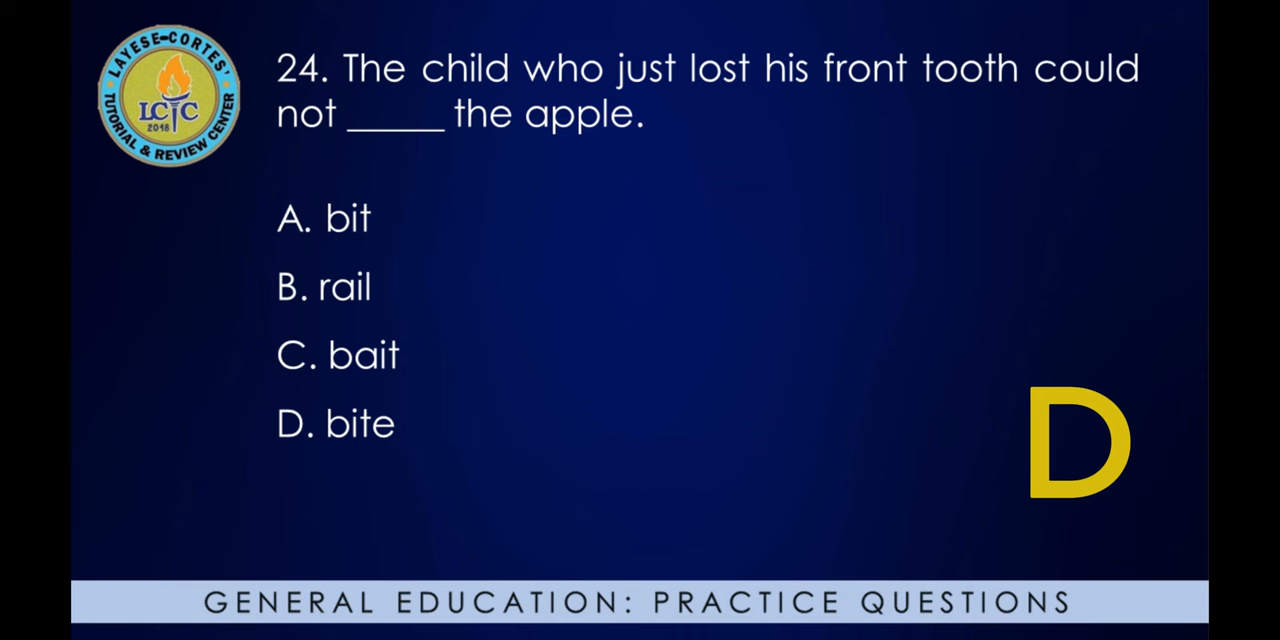 LAYESE-CORTES'
LCTC
2018
TUTORIAL & REVIEW CENTER
24. The child who just lost his front tooth could
not _____ the apple.
A. bit
B. rail
C. bait
D. bite
D
GENERAL EDUCATION: PRACTICE QUESTIONS